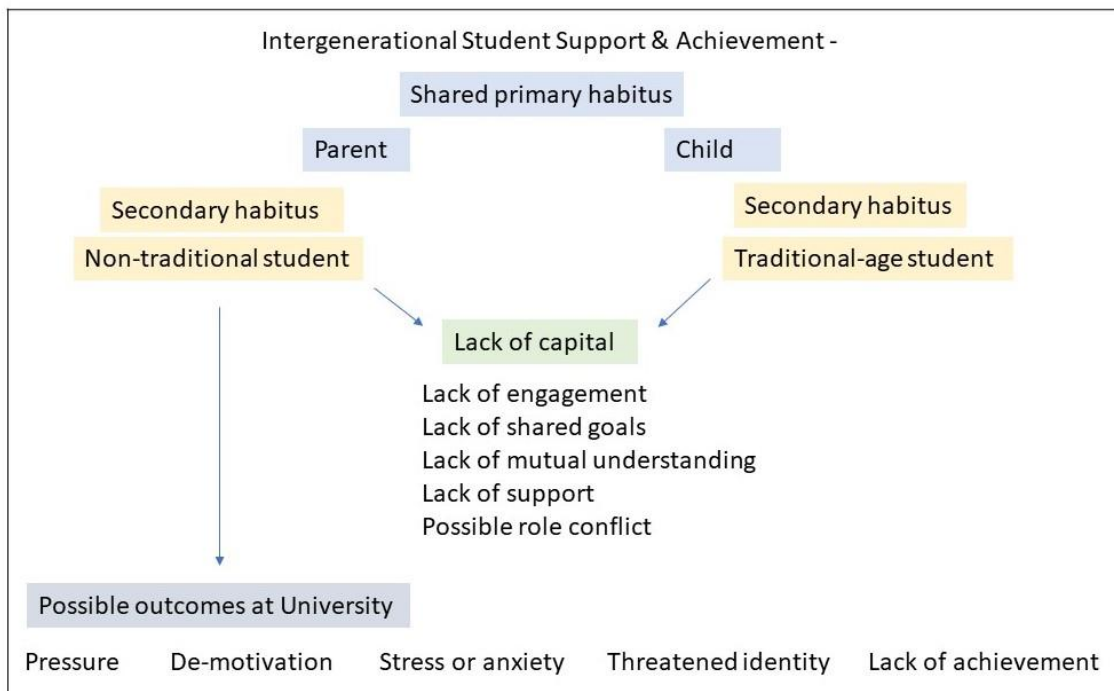 Intergenerational Student Support & Achievement -
Shared primary habitus
Parent
Child
Secondary habitus
Secondary habitus
Non-traditional student
Traditional-age student
Lack of capital
Lack of engagement
Lack of shared goals
Lack of mutual understanding
Lack of support
Possible role conflict
Possible outcomes at University
Pressure De-motivation Stress or anxiety Threatened identity Lack of achievement